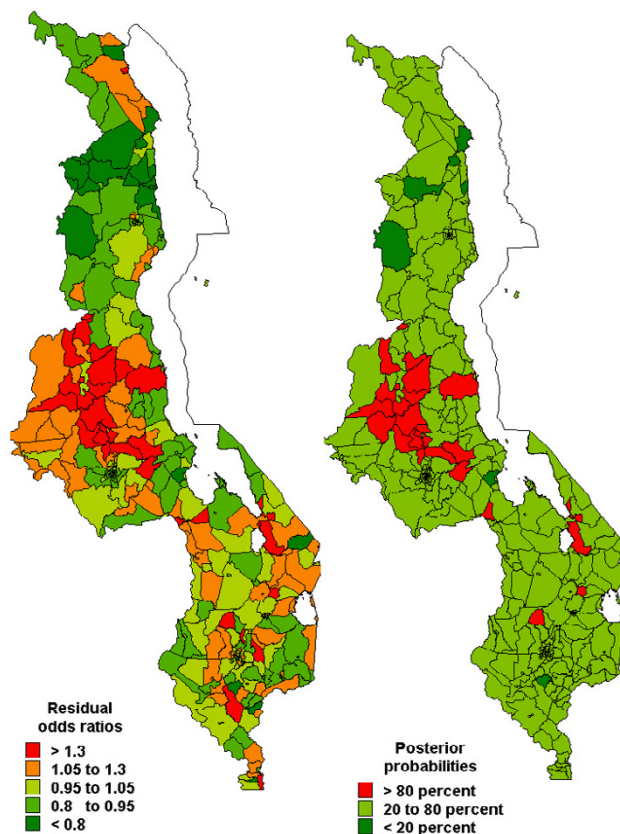 Residual
odds ratios
> 1.3
1.05 to 1.3
0.95 to 1.05
0.8 to 0.95
< 0.8
Posterior
probabilities
> 80 percent
20 to 80 percent
< 20 percent